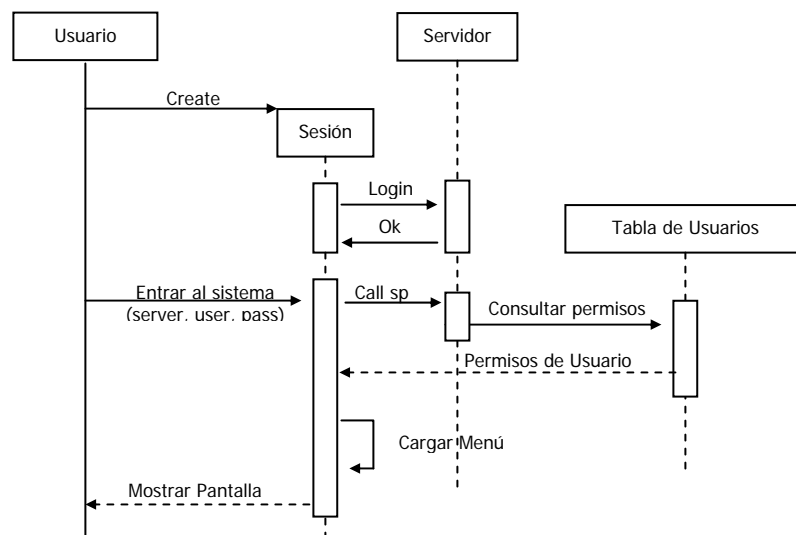 Usuario
Servidor
Create
Sesión
Login
Ok
Tabla de Usuarios
Entrar al sistema
(server, user, pass)
Call sp
Consultar permisos
Permisos de Usuario
Cargar Menú
Mostrar Pantalla